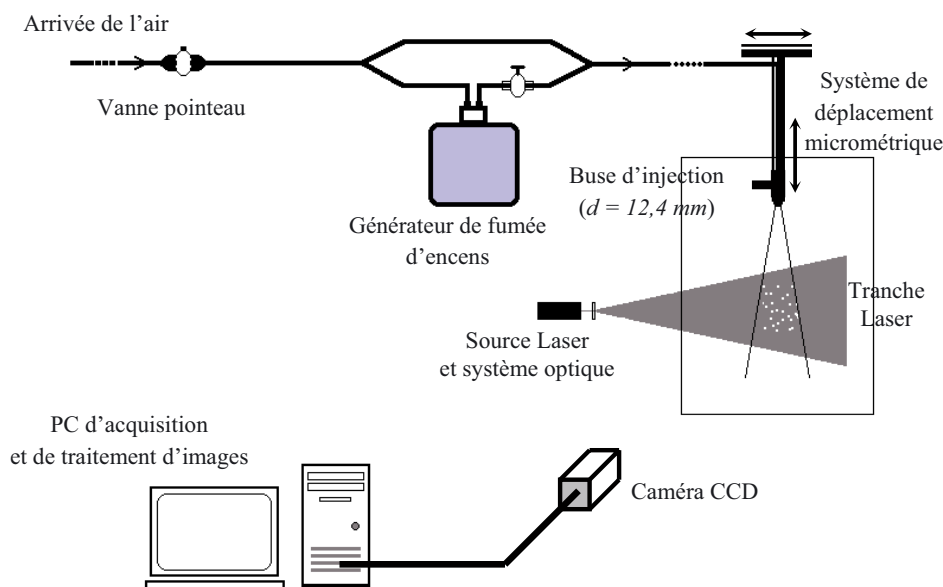 Arrivée de l’air
Vanne pointeau
Système de
déplacement
micrométrique
Buse d’injection
(d = 12,4 mm)
Générateur de fumée
d’encens
Tranche
Laser
Source Laser
et système optique
PC d’acquisition
et de traitement d’images
Caméra CCD